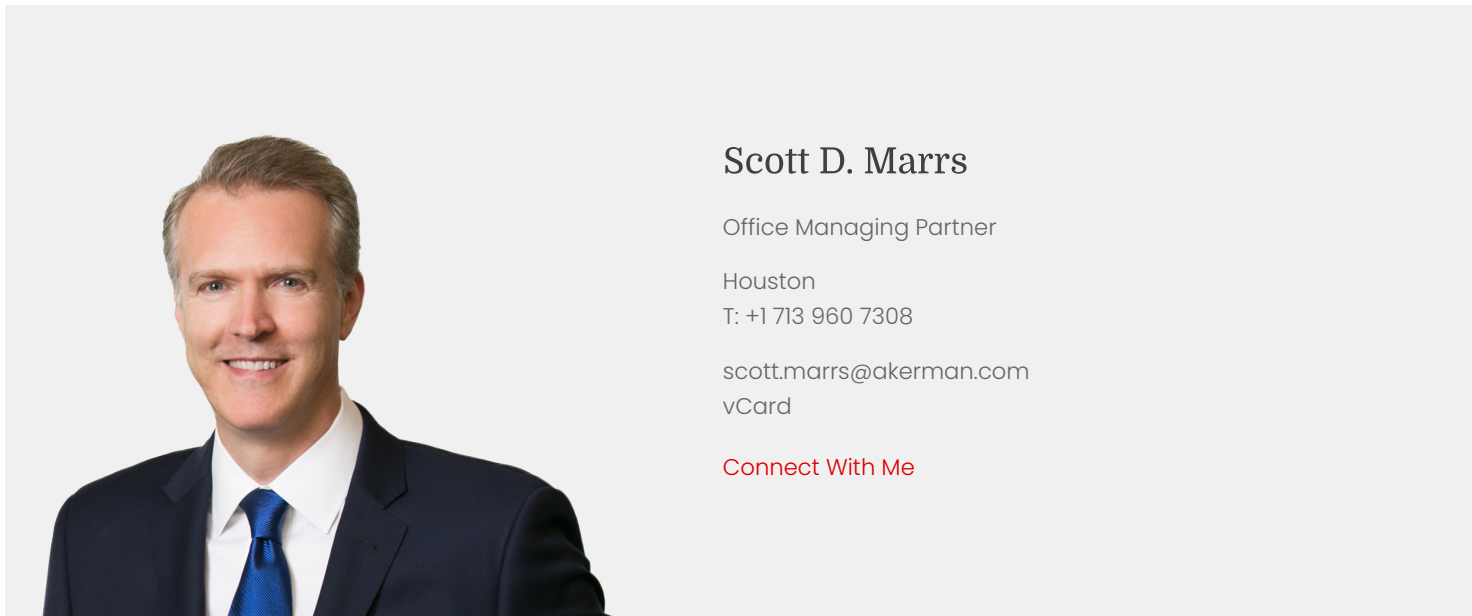 Scott D. Marrs
Office Managing Partner
Houston
T: +1 713 960 7308
scott.marrs@akerman.com
vCard
Connect With Me